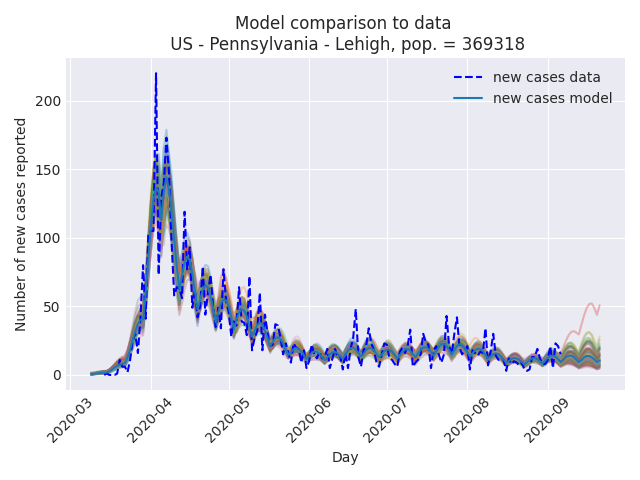 Model comparison to data
US - Pennsylvania - Lehigh, pop. = 369318
new cases data
new cases model
Number of new cases reported
200
150
100
50
0
2020-03
2020-04
2020-05
2020-06
2020-07
2020-08
2020-09
Day